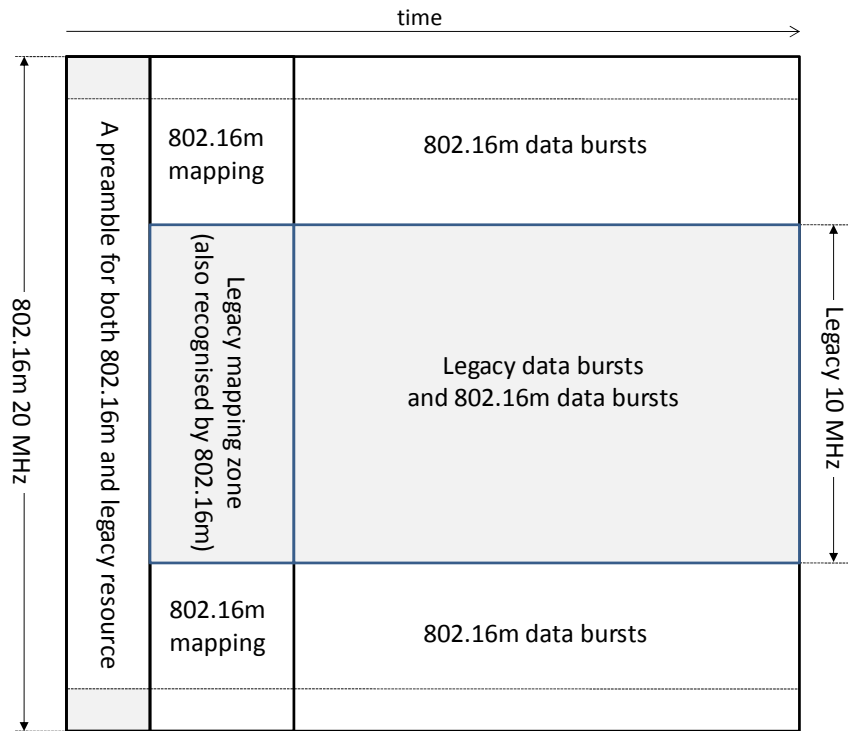 time
802.16m 20 MHz
A preamble for both 802.16m and legacy resource
802.16m
mapping
802.16m data bursts
Legacy mapping zone
(also recognised by 802.16m)
Legacy data bursts
and 802.16m data bursts
Legacy 10 MHz
802.16m
mapping
802.16m data bursts